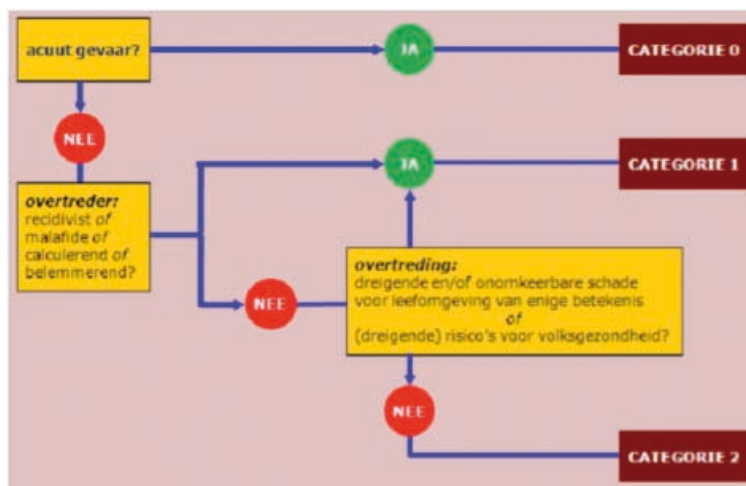 acuut gevaar?
JA
CATEGORIE 0
NEE
JA
CATEGORIE 1
overtreder:
recidivist of
malafide of
calculerend of
belemmerend?
NEE
overtreding:
dreigende en/of onomkeerbare schade
voor leefomgeving van enige betekenis
of
(dreigende) risico's voor volksgezondheid?
NEE
CATEGORIE 2